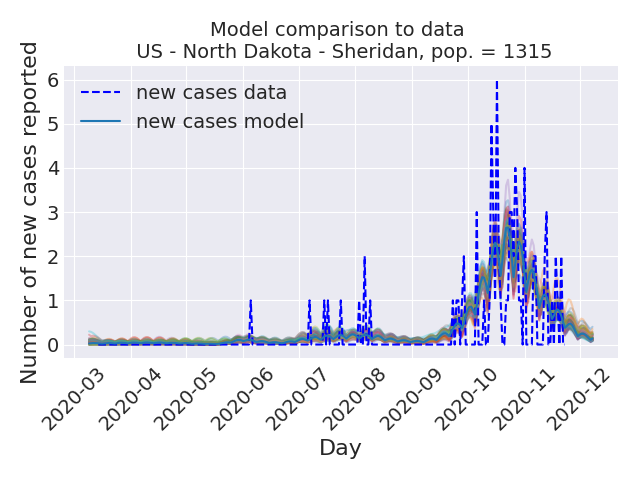 Model comparison to data
US - North Dakota - Sheridan, pop. = 1315
Number of new cases reported
6
5
4
3
2
1
0
new cases data
new cases model
2020-03
2020-04
2020-05
2020-06
2020-07
2020-08
2020-09
2020-10
2020-11
2020-12
Day